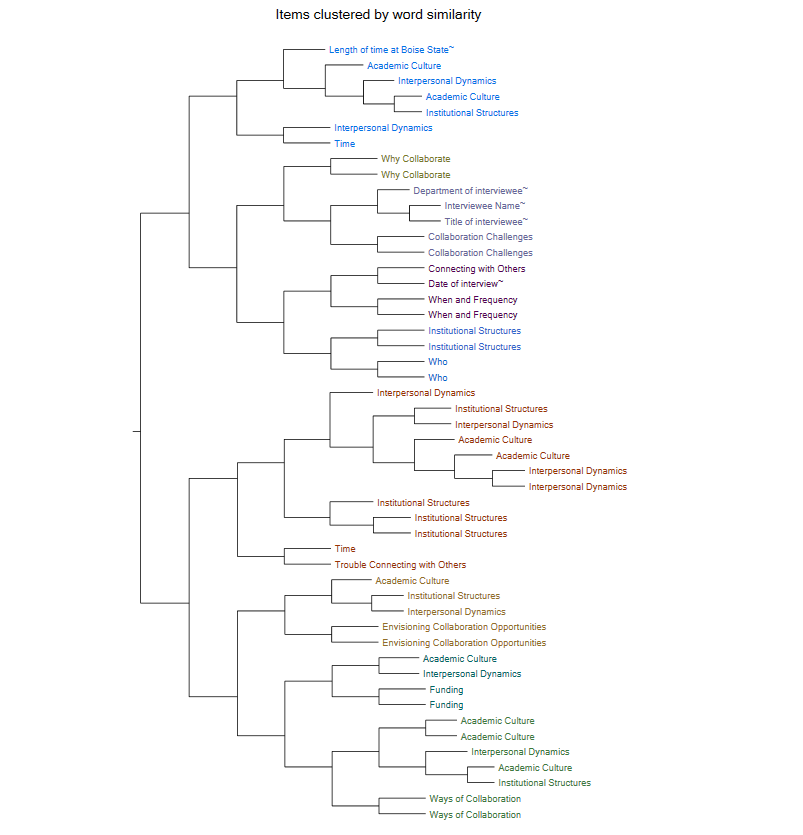 Items clustered by word similarity
Length of time at Boise State~
Academic Culture
Interpersonal Dynamics
Academic Culture
Institutional Structures
Interpersonal Dynamics
Time
Why Collaborate
Why Collaborate
Department of interviewee~
Interviewee Name~
Title of interviewee~
Collaboration Challenges
Collaboration Challenges
Connecting with Others
Date of interview~
When and Frequency
When and Frequency
Institutional Structures
Institutional Structures
Who
Who
Interpersonal Dynamics
Institutional Structures
Interpersonal Dynamics
Academic Culture
Academic Culture
Interpersonal Dynamics
Interpersonal Dynamics
Institutional Structures
Institutional Structures
Institutional Structures
Time
Trouble Connecting with Others
Academic Culture
Institutional Structures
Interpersonal Dynamics
Envisioning Collaboration Opportunities
Envisioning Collaboration Opportunities
Academic Culture
Interpersonal Dynamics
Funding
Funding
Academic Culture
Academic Culture
Interpersonal Dynamics
Academic Culture
Institutional Structures
Ways of Collaboration
Ways of Collaboration